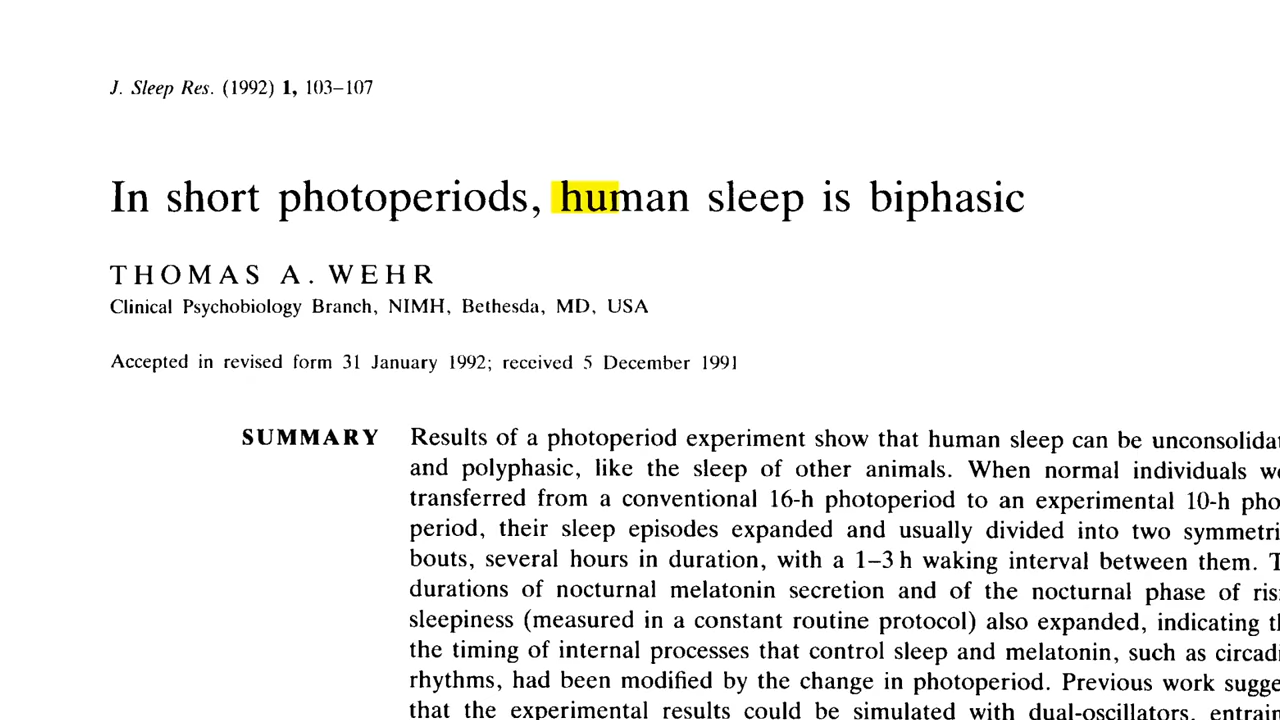 J. Sleep Res. (1992) 1, 103–107
In short photoperiods, human sleep is biphasic
THOMAS A. WEHR
Clinical Psychobiology Branch, NIMH, Bethesda, MD, USA
Accepted in revised form 31 January 1992; received 5 December 1991
SUMMARY Results of a photoperiod experiment show that human sleep can be
and polyphasic, like the sleep of other animals. When normal individuals
transferred from a conventional 16-h photoperiod to an experimental 10-h
period, their sleep episodes expanded and usually divided into two
bouts, several hours in duration, with a 1–3 h waking interval between them.
durations of nocturnal melatonin secretion and of the nocturnal phase of
sleepiness (measured in a constant routine protocol) also expanded, indicating
the timing of internal processes that control sleep and melatonin, such as
rhythms, had been modified by the change in photoperiod. Previous work
that the experimental results could be simulated with dual-oscillators,